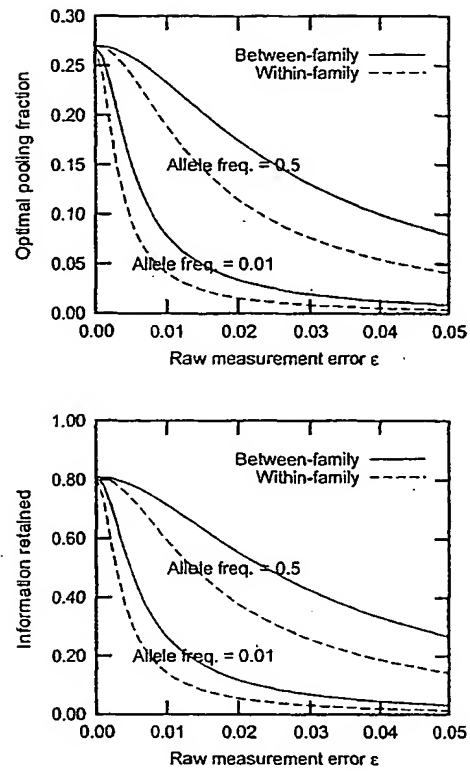 Optimal pooling fraction
0.30
0.25
0.20
0.15
0.10
0.05
0.00
Between-family
Within-family
Allele freq. = 0.5
Allele freq. = 0.01
0.00 0.01 0.02 0.03 0.04 0.05
Raw measurement error ε
Information retained
1.00
0.80
0.60
0.40
0.20
0.00
Between-family
Within-family
Allele freq. = 0.5
Allele freq. = 0.01
0.00 0.01 0.02 0.03 0.04 0.05
Raw measurement error ε